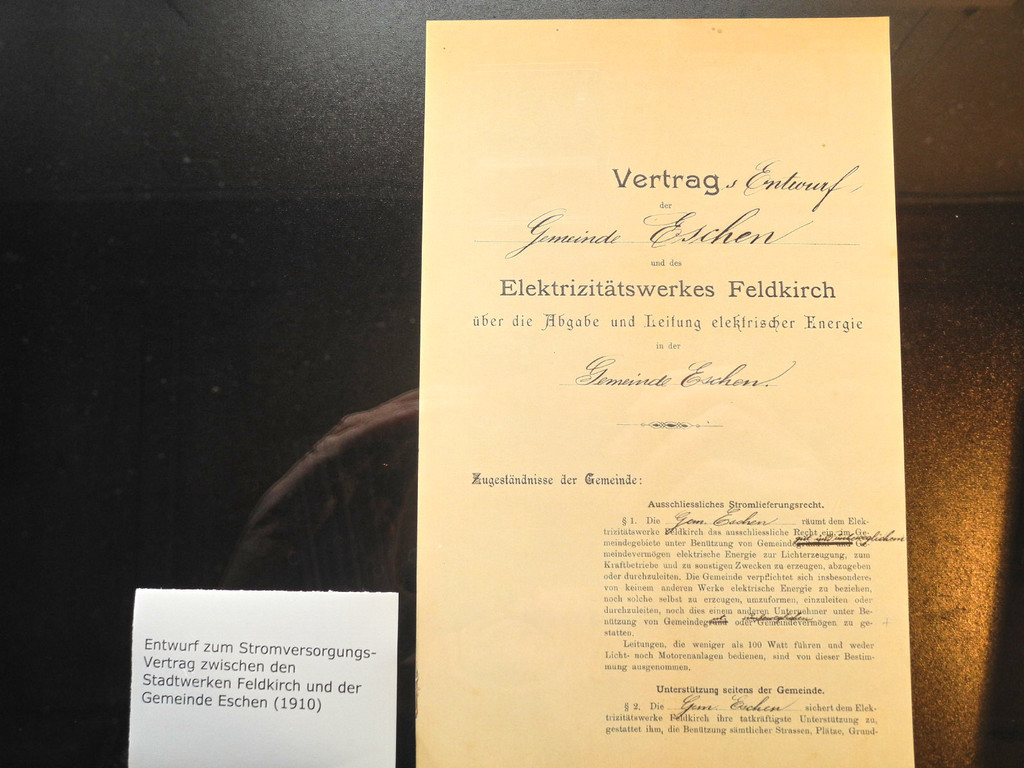 Vertrags Entwurf
der
Gemeinde Eschen
und des
Elektrizitätswerkes Feldkirch
über die Abgabe und Leitung elektrischer Energie
in der
Gemeinde Eschen.
Zugeständnisse der Gemeinde:
Ausschliessliches Stromlieferungsrecht.
§ 1. Die Gem. Eschen räumt dem Elek-
trizitätswerke Feldkirch das ausschliessliche Recht ein, im Ge-
meindegebiete unter Benützung von Gemeinde
meindevermögen elektrische Energie zur Lichterzeugung, zum
Kraftbetriebe und zu sonstigen Zwecken zu erzeugen, abzugeben
oder durchzuleiten. Die Gemeinde verpflichtet sich insbesondere,
von keinem anderen Werke elektrische Energie zu beziehen,
noch solche selbst zu erzeugen, umzuformen, einzuleiten oder
durchzuleiten, noch dies einem anderen Unternehmer unter Be-
nützung von Gemeindegrund oder Gemeindevermögen zu ge-
statten.
Leitungen, die weniger als 100 Watt führen und weder
Licht- noch Motorenanlagen bedienen, sind von dieser Bestim-
mung ausgenommen.
Unterstützung seitens der Gemeinde.
§ 2. Die Gem. Eschen sichert dem Elek-
trizitätswerke Feldkirch ihre tatkräftigste Unterstützung zu,
gestattet ihm, die Benützung sämtlicher Strassen, Plätze, Grund-
Entwurf zum Stromversorgungs-
Vertrag zwischen den
Stadtwerken Feldkirch und der
Gemeinde Eschen (1910)